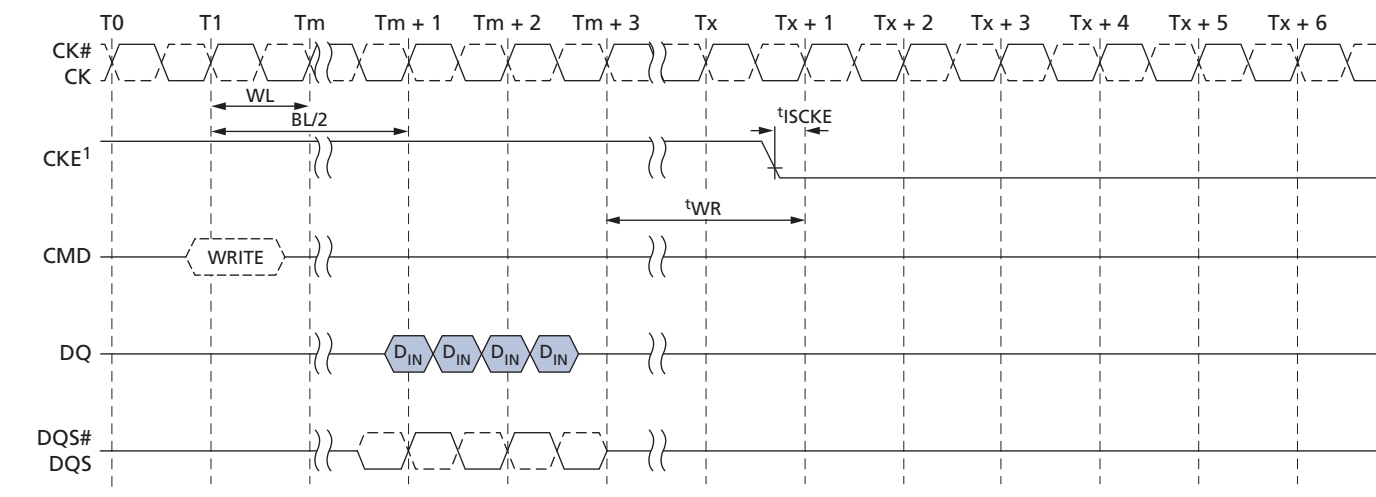 T0 T1 Tm Tm + 1 Tm + 2 Tm + 3 Tx Tx + 1 Tx + 2 Tx + 3 Tx + 4 Tx + 5 Tx + 6
CK#
CK
WL
BL/2
tISCKE
CKE1
tWR
CMD WRITE
DQ DIN DIN DIN DIN
DQS#
DQS